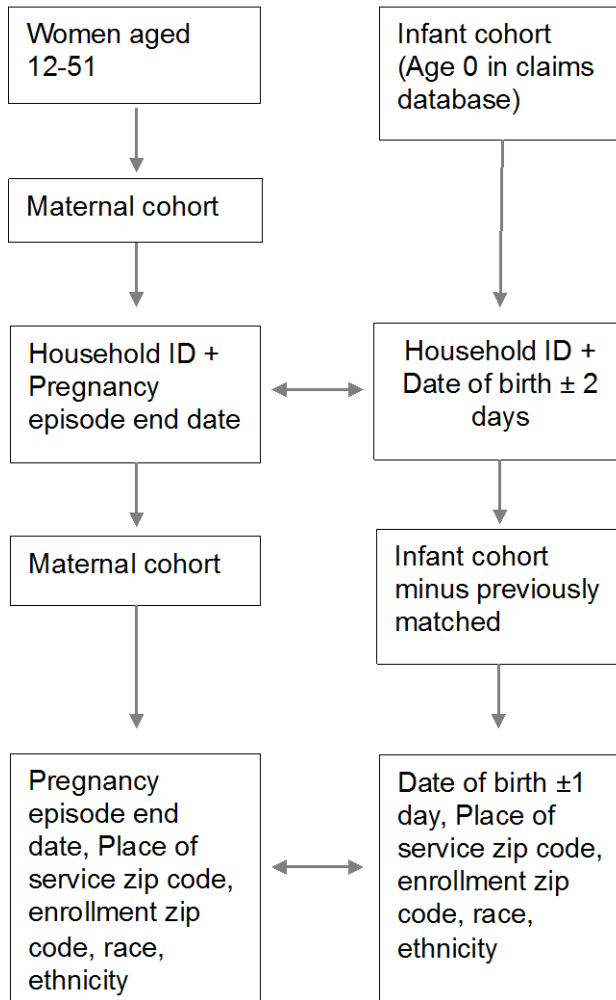 Women aged
12-51
Infant cohort
(Age 0 in claims
database)
Maternal cohort
Household ID +
Pregnancy
episode end date
Household ID +
Date of birth ± 2
days
Maternal cohort
Infant cohort
minus previously
matched
Pregnancy
episode end
date, Place of
service zip code,
enrollment zip
code, race,
ethnicity
Date of birth ±1
day, Place of
service zip code,
enrollment zip
code, race,
ethnicity